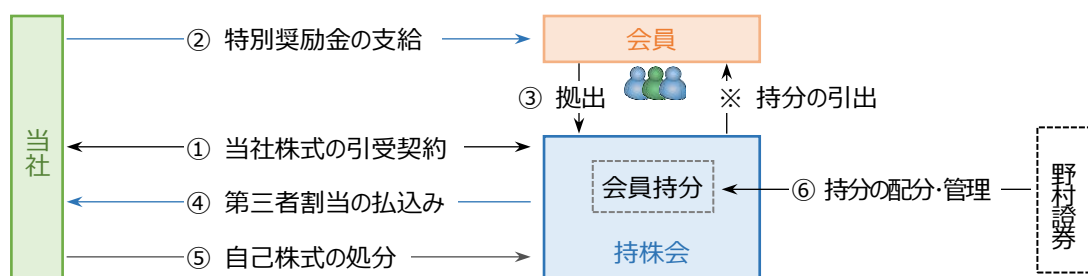 ② 特別奨励金の支給
会員
③ 拠出
※ 持分の引出
当社
① 当社株式の引受契約
会員持分
⑥ 持分の配分・管理
野村證券
④ 第三者割当の払込み
⑤ 自己株式の処分
持株会